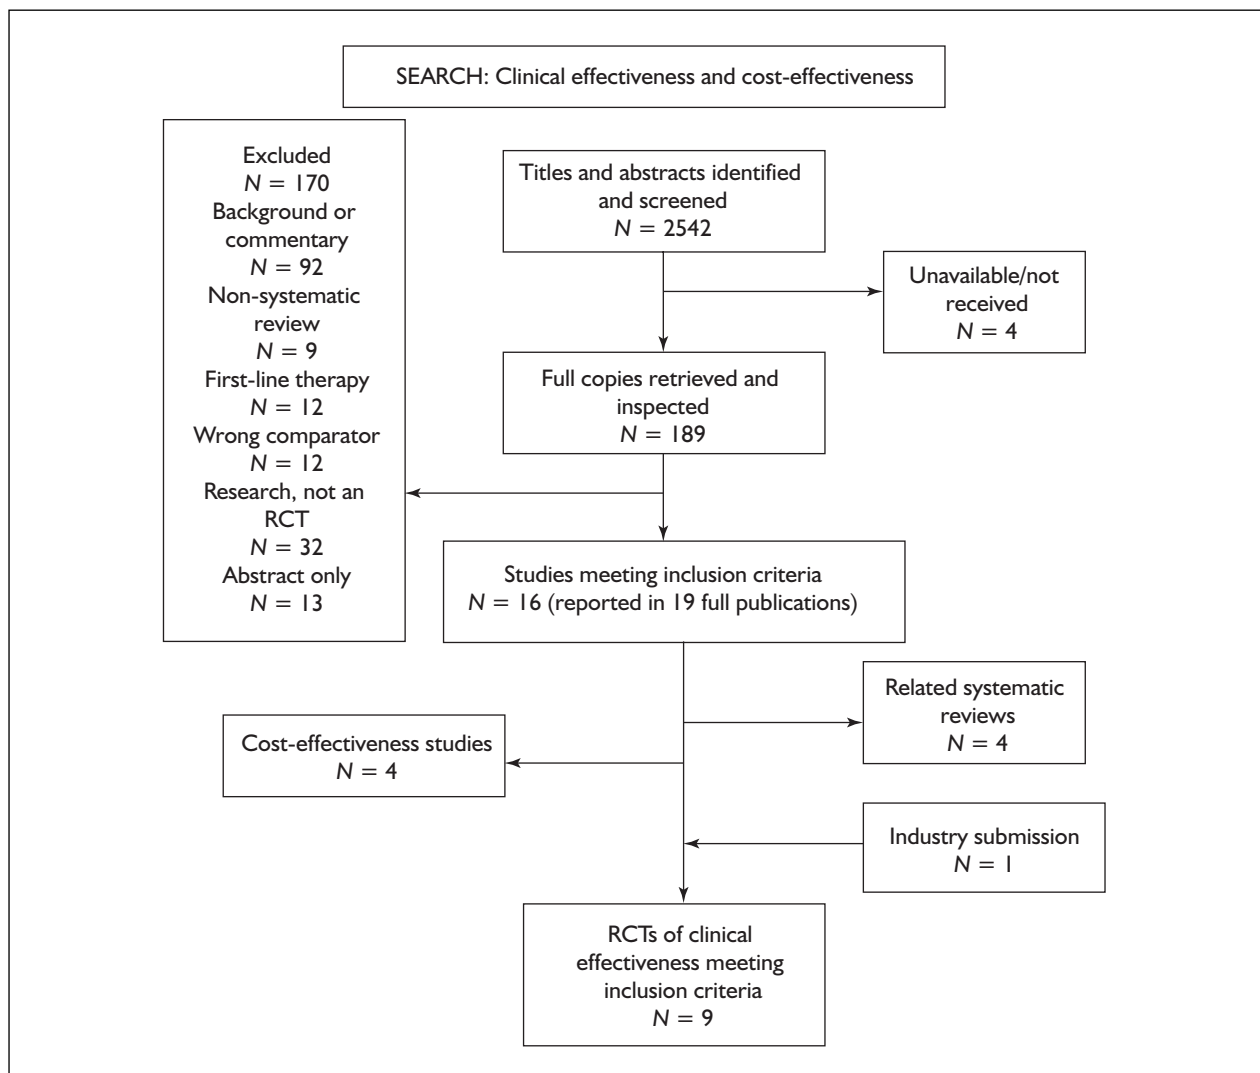 SEARCH: Clinical effectiveness and cost-effectiveness
Titles and abstracts identified
and screened
N = 2542
Unavailable/not
received
N = 4
Full copies retrieved and
inspected
N = 189
Excluded
N = 170
Background or
commentary
N = 92
Non-systematic
review
N = 9
First-line therapy
N = 12
Wrong comparator
N = 12
Research, not an
RCT
N = 32
Abstract only
N = 13
Studies meeting inclusion criteria
N = 16 (reported in 19 full publications)
Related systematic
reviews
N = 4
Cost-effectiveness studies
N = 4
Industry submission
N = 1
RCTs of clinical
effectiveness meeting
inclusion criteria
N = 9